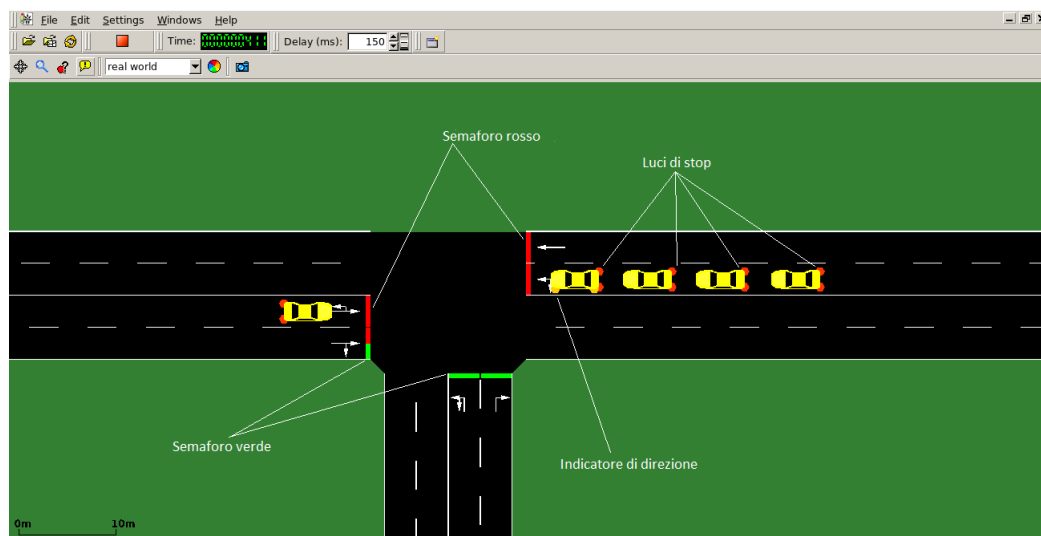 File Edit Settings Windows Help
Time: 000000411 Delay (ms): 150
real world
Semaforo rosso
Luci di stop
Semaforo verde
Indicatore di direzione
0m 10m